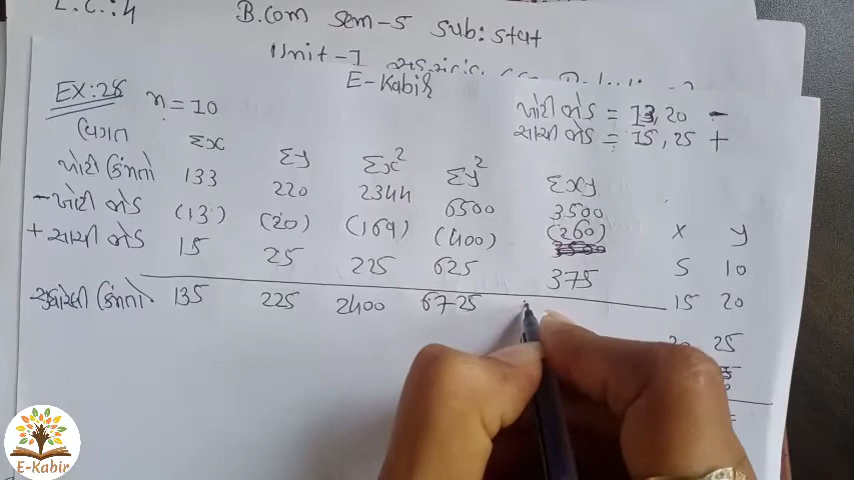 B.com Sem-5 Sub: Stat
Unit-1
E-Kabir
EX:28 n = 10
ખોટી જોડ = 13, 20 -
સાચી જોડ = 15, 25 +
વિગત Σx Σy Σx² Σy² Σxy
ખોટી કિંમતો 133 220 2344 6500 3500
- ખોટી જોડ (13) (20) (169) (400) (260)
+ સાચી જોડ 15 25 225 625 375
સુધારેલી કિંમતો 135 225 2400 6725
x y
5 10
15 20
25
E-Kabir